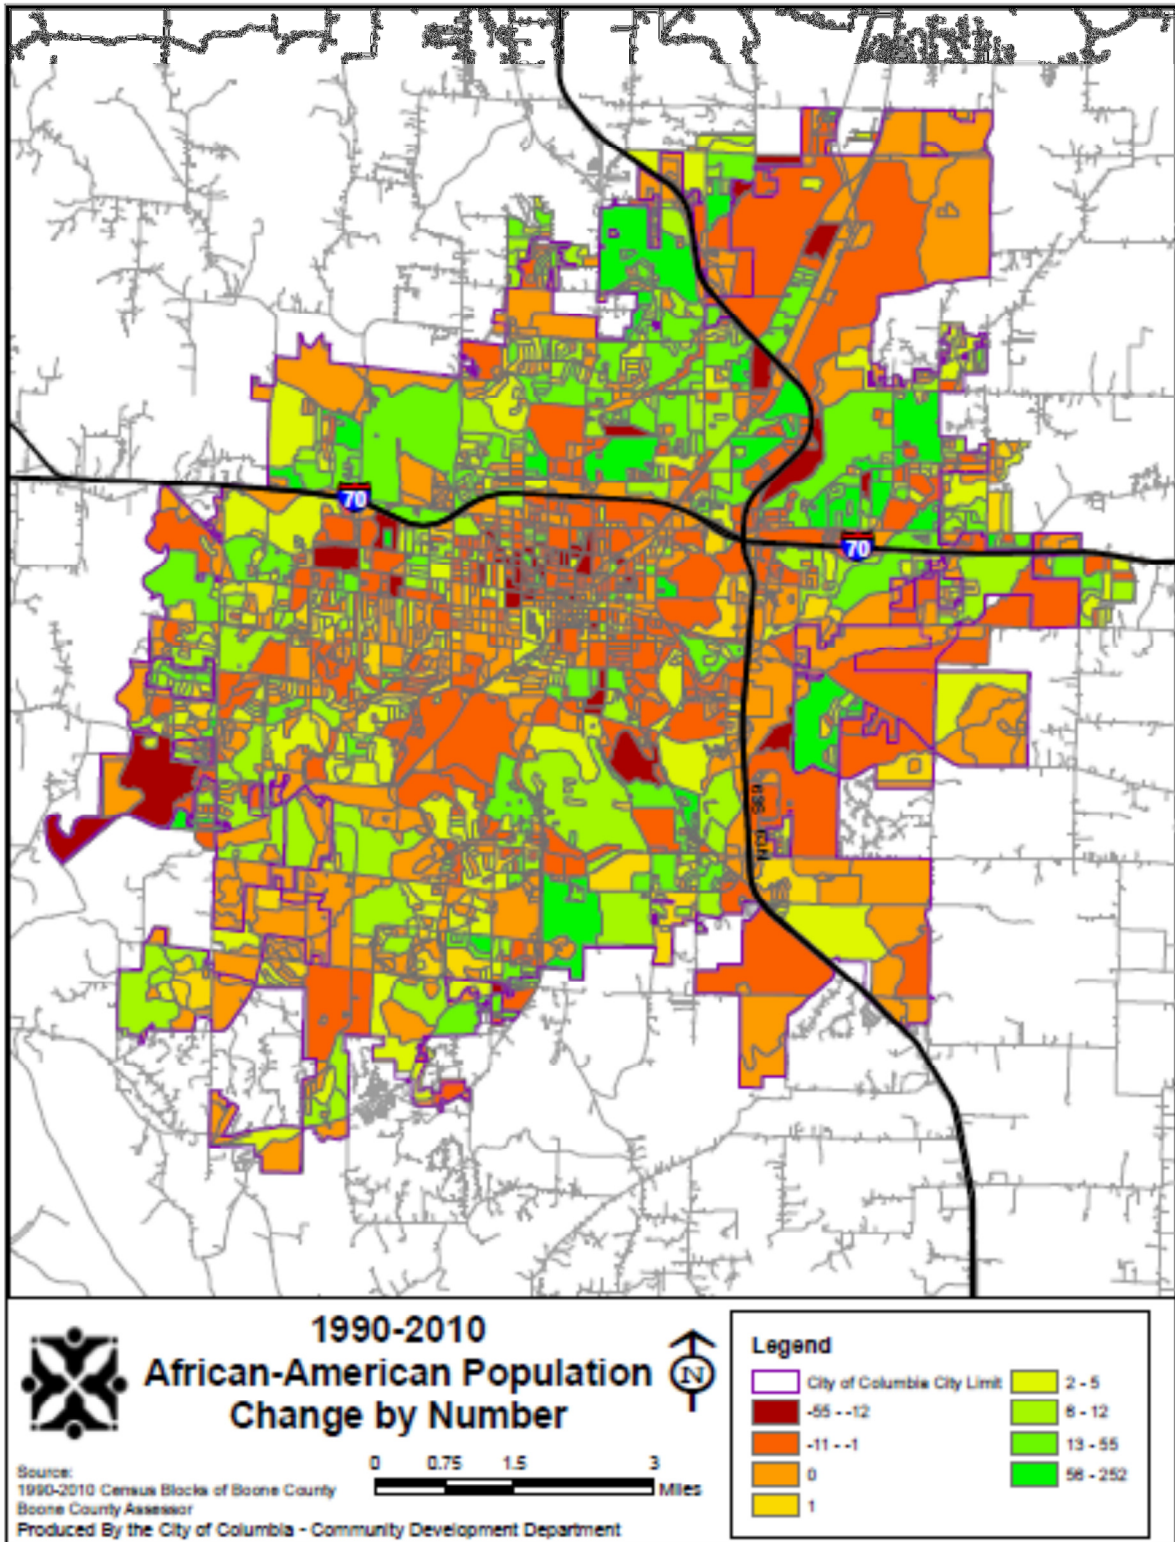 70
70
1990-2010
African-American Population
Change by Number
N
0 0.75 1.5 3
Miles
Source:
1990-2010 Census Blocks of Boone County
Boone County Assessor
Produced By the City of Columbia - Community Development Department
Legend
City of Columbia City Limit
-55 - -12
-11 - -1
0
1
2 - 5
6 - 12
13 - 55
56 - 252